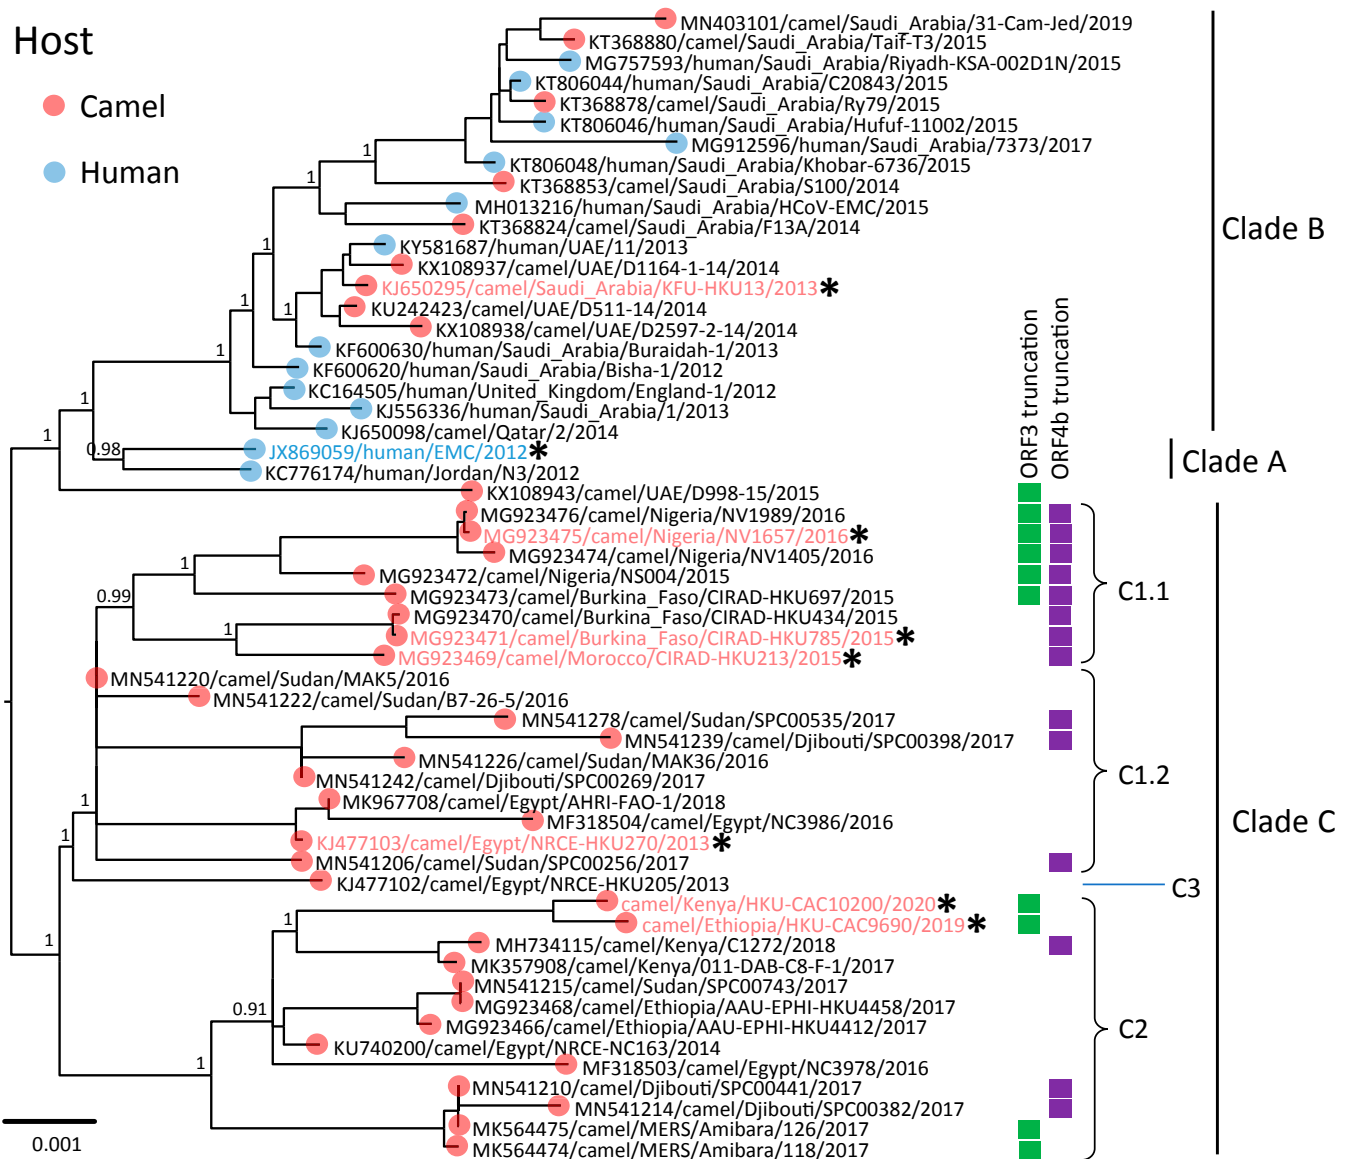 Host
Camel
Human
MN403101/camel/Saudi_Arabia/31-Cam-Jed/2019
KT368880/camel/Saudi_Arabia/Taif-T3/2015
MG757593/human/Saudi_Arabia/Riyadh-KSA-002D1N/2015
KT806044/human/Saudi_Arabia/C20843/2015
KT368878/camel/Saudi_Arabia/Ry79/2015
KT806046/human/Saudi_Arabia/Hufuf-11002/2015
MG912596/human/Saudi_Arabia/7373/2017
1
KT806048/human/Saudi_Arabia/Khobar-6736/2015
1
KT368853/camel/Saudi_Arabia/S100/2014
MH013216/human/Saudi_Arabia/HCoV-EMC/2015
KT368824/camel/Saudi_Arabia/F13A/2014
Clade B
1
KY581687/human/UAE/11/2013
KX108937/camel/UAE/D1164-1-14/2014
KJ650295/camel/Saudi_Arabia/KFU-HKU13/2013*
1
1
KU242423/camel/UAE/D511-14/2014
KX108938/camel/UAE/D2597-2-14/2014
1
KF600630/human/Saudi_Arabia/Buraidah-1/2013
KF600620/human/Saudi_Arabia/Bisha-1/2012
KC164505/human/United_Kingdom/England-1/2012
1
KJ556336/human/Saudi_Arabia/1/2013
KJ650098/camel/Qatar/2/2014
1
0.98
JX869059/human/EMC/2012*
KC776174/human/Jordan/N3/2012
ORF3 truncation
ORF4b truncation
Clade A
KX108943/camel/UAE/D998-15/2015
MG923476/camel/Nigeria/NV1989/2016
MG923475/camel/Nigeria/NV1657/2016*
MG923474/camel/Nigeria/NV1405/2016
1
MG923472/camel/Nigeria/NS004/2015
0.99
MG923473/camel/Burkina_Faso/CIRAD-HKU697/2015
C1.1
MG923470/camel/Burkina_Faso/CIRAD-HKU434/2015
1
MG923471/camel/Burkina_Faso/CIRAD-HKU785/2015*
MG923469/camel/Morocco/CIRAD-HKU213/2015*
MN541220/camel/Sudan/MAK5/2016
MN541222/camel/Sudan/B7-26-5/2016
MN541278/camel/Sudan/SPC00535/2017
MN541239/camel/Djibouti/SPC00398/2017
MN541226/camel/Sudan/MAK36/2016
C1.2
MN541242/camel/Djibouti/SPC00269/2017
1
MK967708/camel/Egypt/AHRI-FAO-1/2018
MF318504/camel/Egypt/NC3986/2016
Clade C
1
KJ477103/camel/Egypt/NRCE-HKU270/2013*
MN541206/camel/Sudan/SPC00256/2017
KJ477102/camel/Egypt/NRCE-HKU205/2013
C3
camel/Kenya/HKU-CAC10200/2020*
1
camel/Ethiopia/HKU-CAC9690/2019*
1
MH734115/camel/Kenya/C1272/2018
MK357908/camel/Kenya/011-DAB-C8-F-1/2017
MN541215/camel/Sudan/SPC00743/2017
0.91
MG923468/camel/Ethiopia/AAU-EPHI-HKU4458/2017
MG923466/camel/Ethiopia/AAU-EPHI-HKU4412/2017
C2
KU740200/camel/Egypt/NRCE-NC163/2014
1
MF318503/camel/Egypt/NC3978/2016
MN541210/camel/Djibouti/SPC00441/2017
MN541214/camel/Djibouti/SPC00382/2017
MK564475/camel/MERS/Amibara/126/2017
MK564474/camel/MERS/Amibara/118/2017
0.001